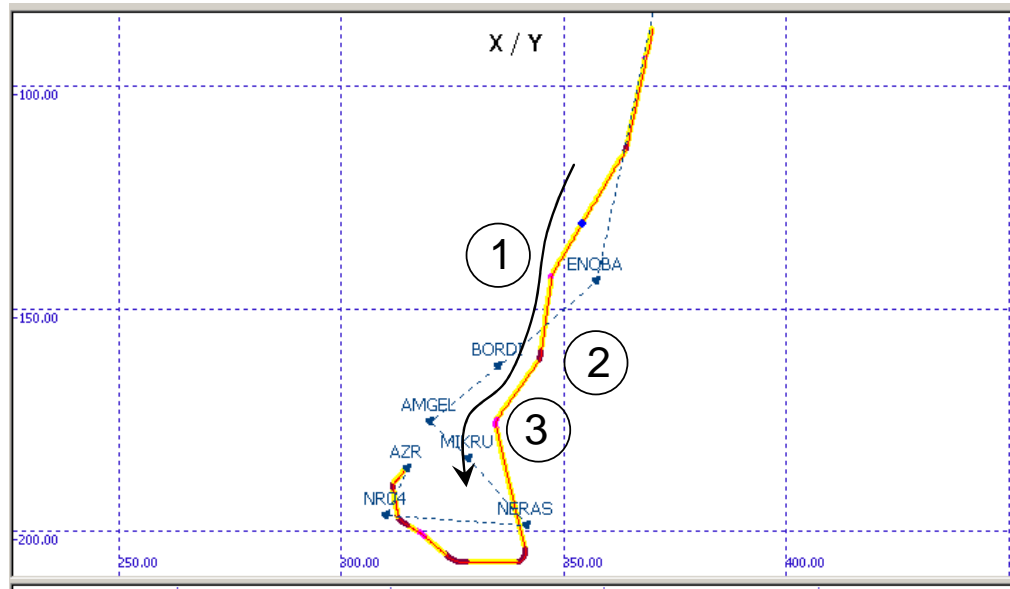 X / Y
-100.00
1
ENOBA
-150.00
BORDI
2
AMGEL
3
MIKRU
AZR
NR04
NERAS
-200.00
250.00
300.00
350.00
400.00